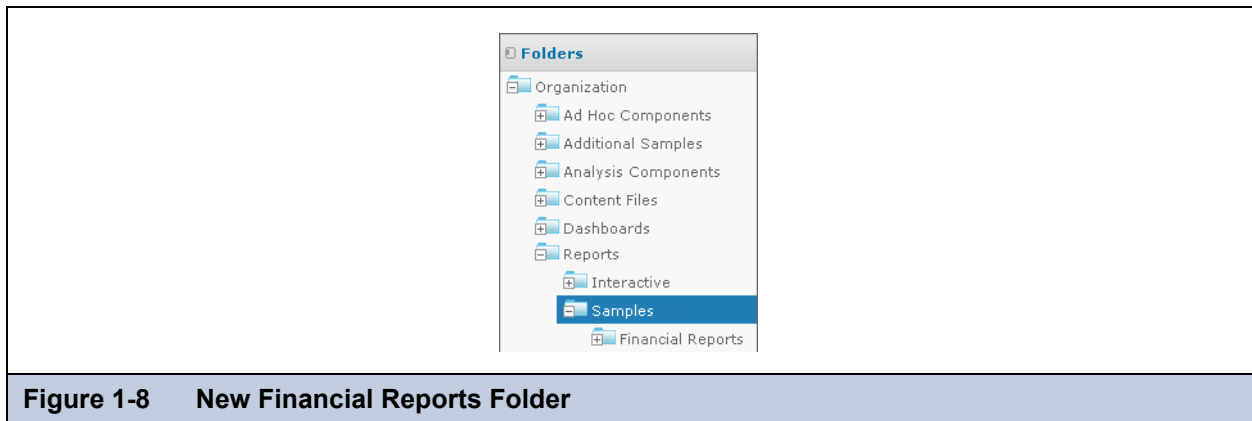 Folders
Organization
Ad Hoc Components
Additional Samples
Analysis Components
Content Files
Dashboards
Reports
Interactive
Samples
Financial Reports
Figure 1-8 New Financial Reports Folder